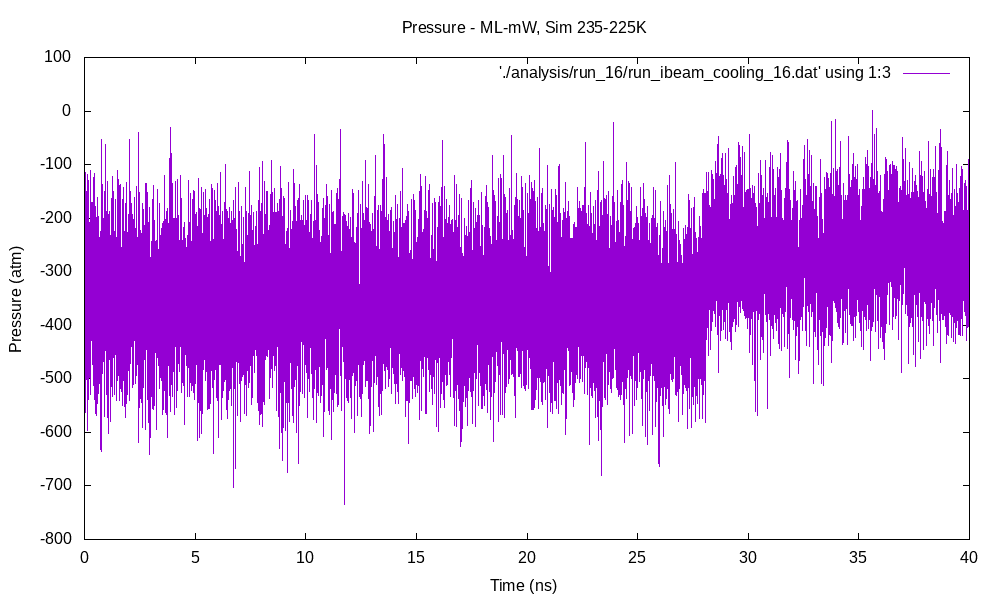 Pressure - ML-mW, Sim 235-225K
'./analysis/run_16/run_ibeam_cooling_16.dat' using 1:3
100
0
-100
-200
-300
-400
-500
-600
-700
-800
Pressure (atm)
0 5 10 15 20 25 30 35 40
Time (ns)